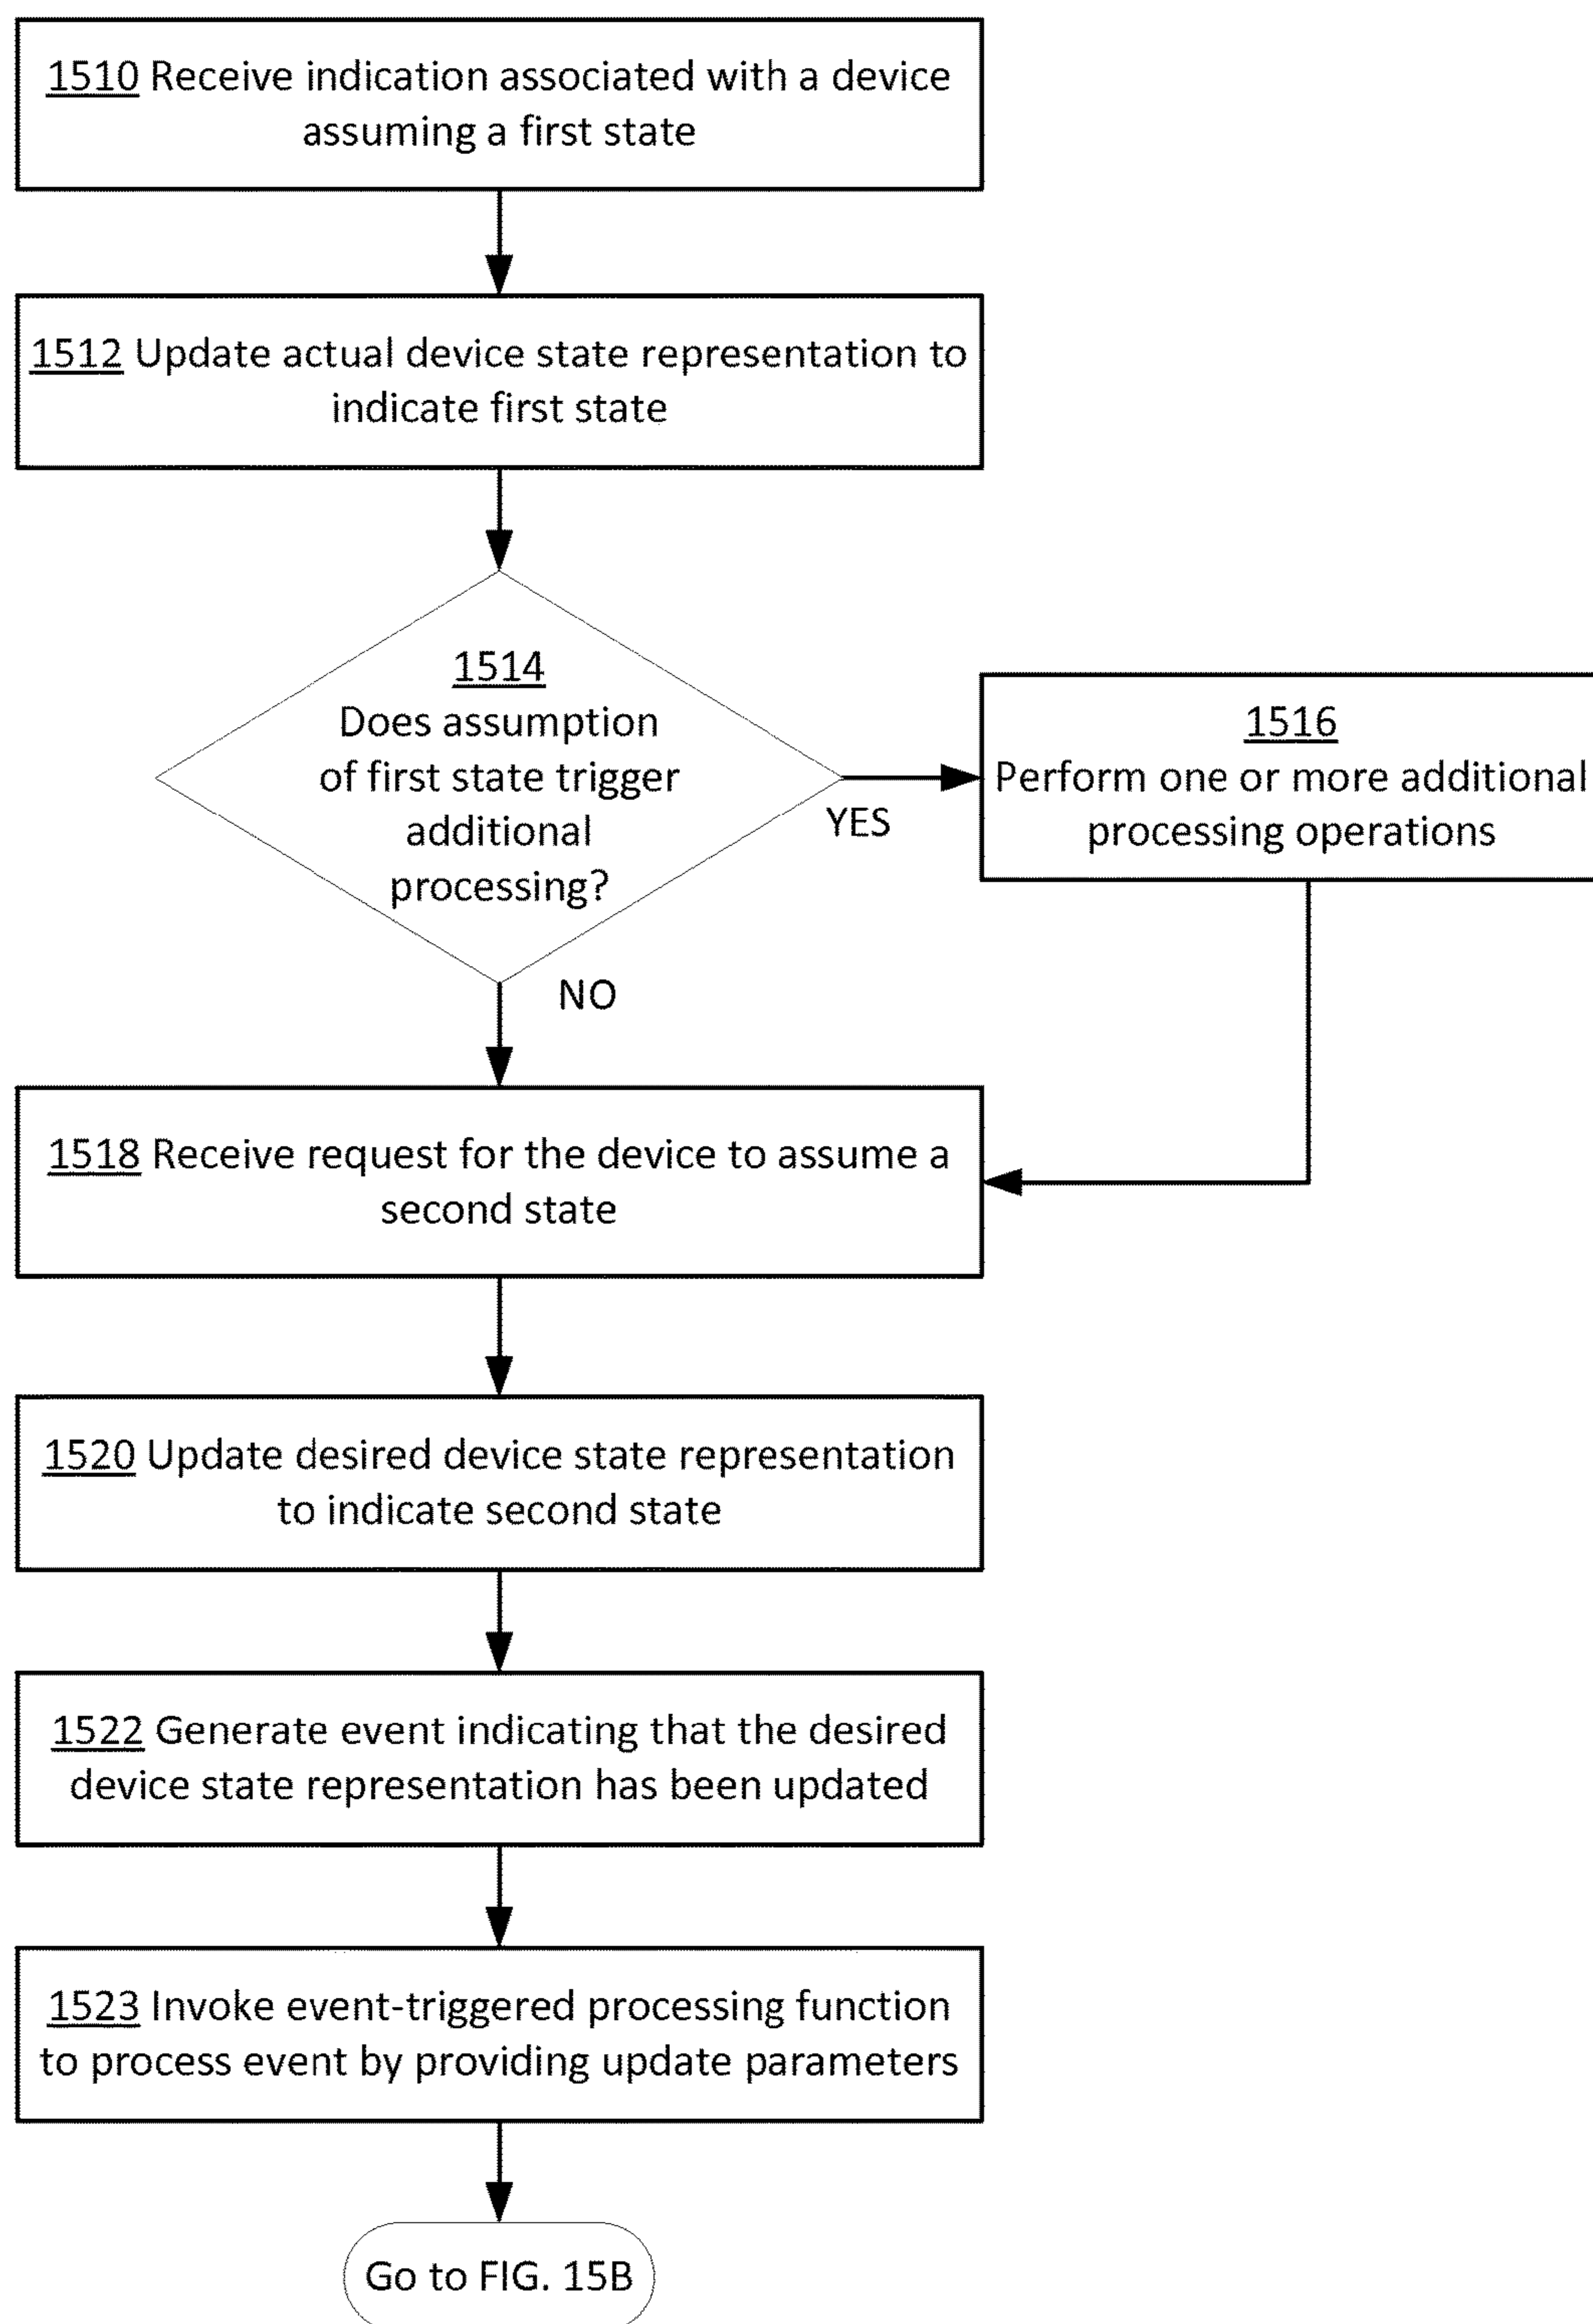 1510 Receive indication associated with a device
assuming a first state
1512 Update actual device state representation to
indicate first state
1514
Does assumption
of first state trigger
additional
processing?
YES
1516
Perform one or more additional
processing operations
NO
1518 Receive request for the device to assume a
second state
1520 Update desired device state representation
to indicate second state
1522 Generate event indicating that the desired
device state representation has been updated
1523 Invoke event-triggered processing function
to process event by providing update parameters
Go to FIG. 15B